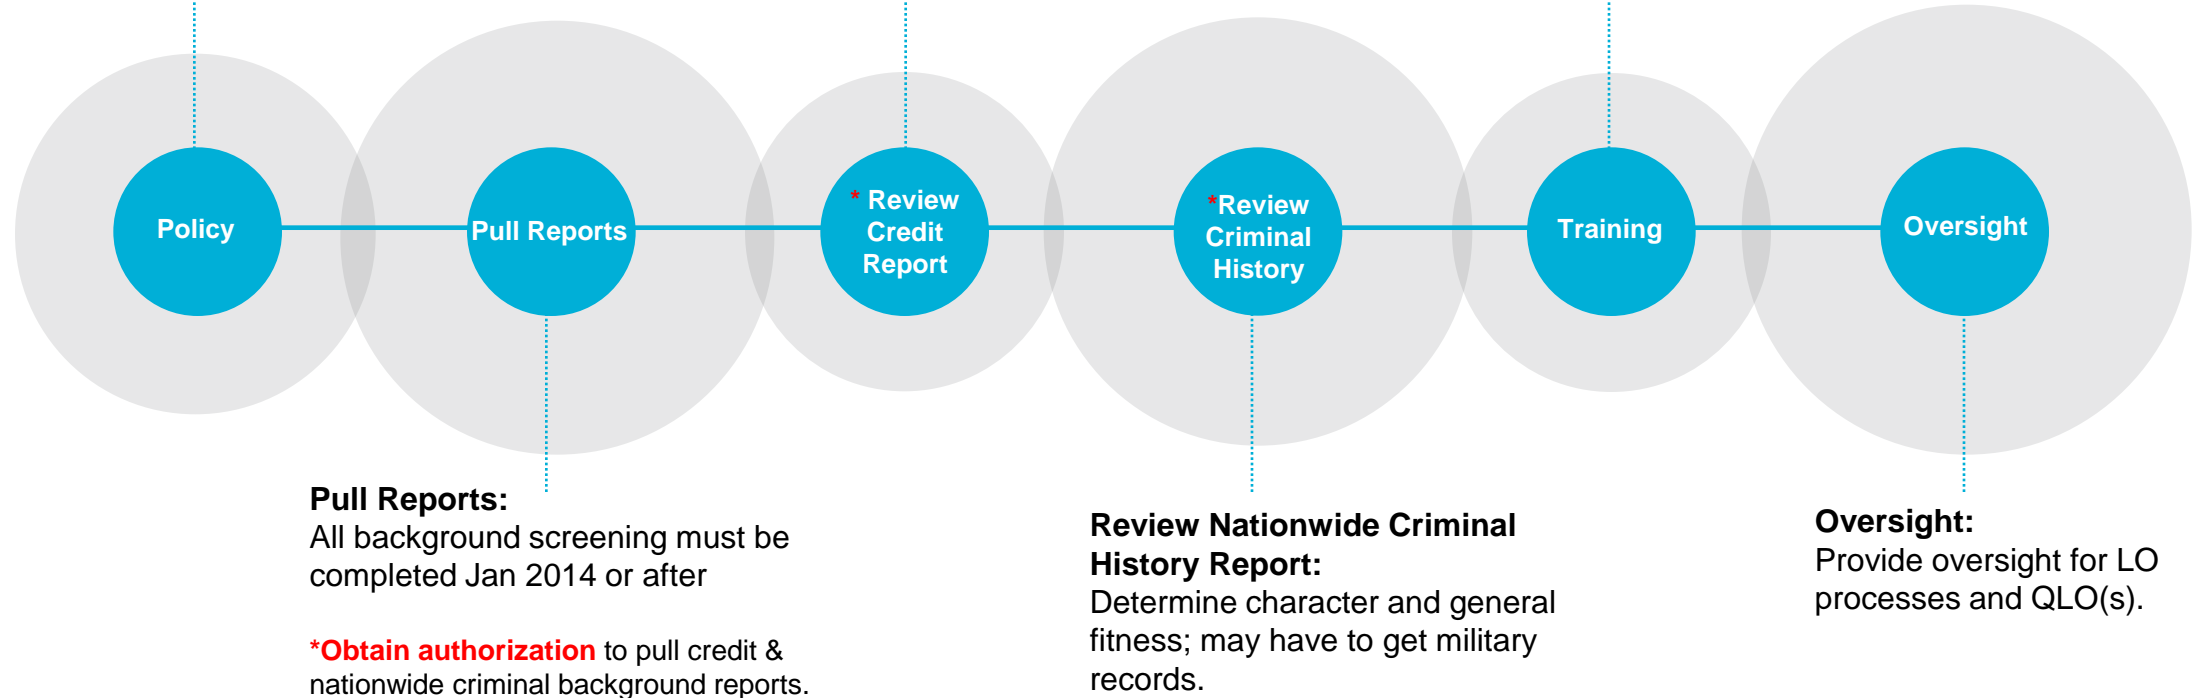 Policy
Pull Reports
* Review
Credit
Report
*Review
Criminal
History
Training
Oversight
Pull Reports:
All background screening must be
completed Jan 2014 or after
*Obtain authorization to pull credit &
nationwide criminal background reports.
Review Nationwide Criminal
History Report:
Determine character and general
fitness; may have to get military
records.
Oversight:
Provide oversight for LO
processes and QLO(s).